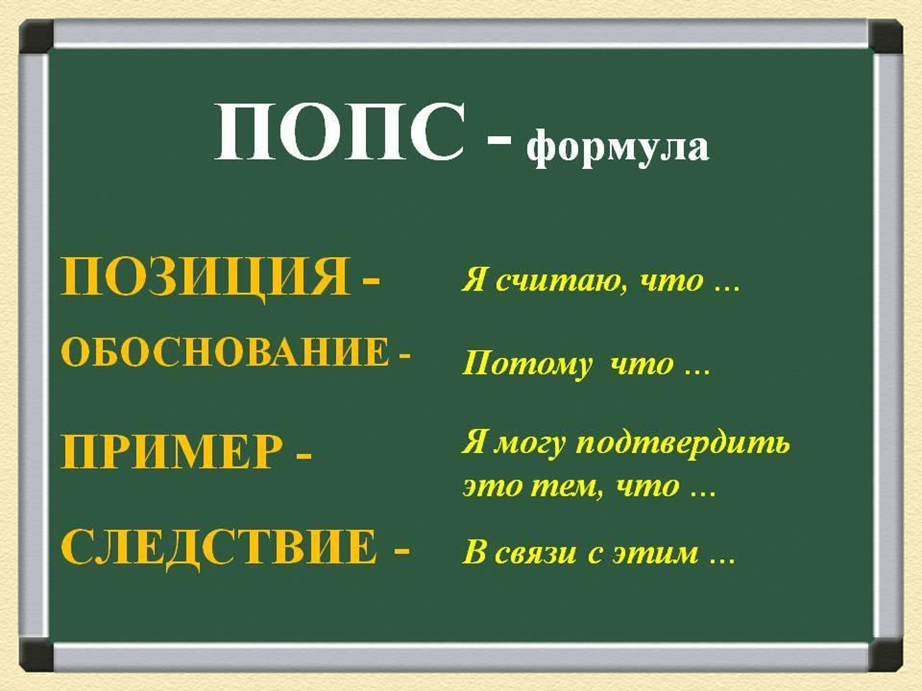 ПОПС - формула
ПОЗИЦИЯ - Я считаю, что ...
ОБОСНОВАНИЕ - Потому что ...
ПРИМЕР - Я могу подтвердить
это тем, что ...
СЛЕДСТВИЕ - В связи с этим ...